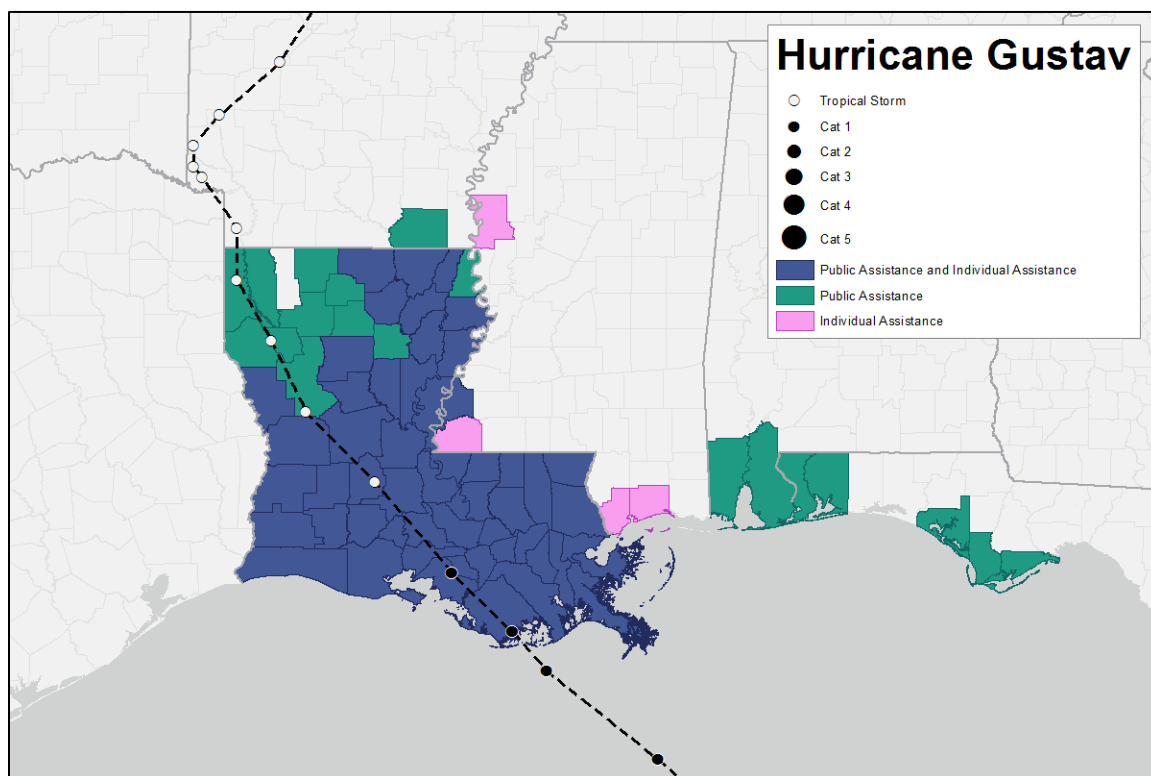 Hurricane Gustav
Tropical Storm
Cat 1
Cat 2
Cat 3
Cat 4
Cat 5
Public Assistance and Individual Assistance
Public Assistance
Individual Assistance